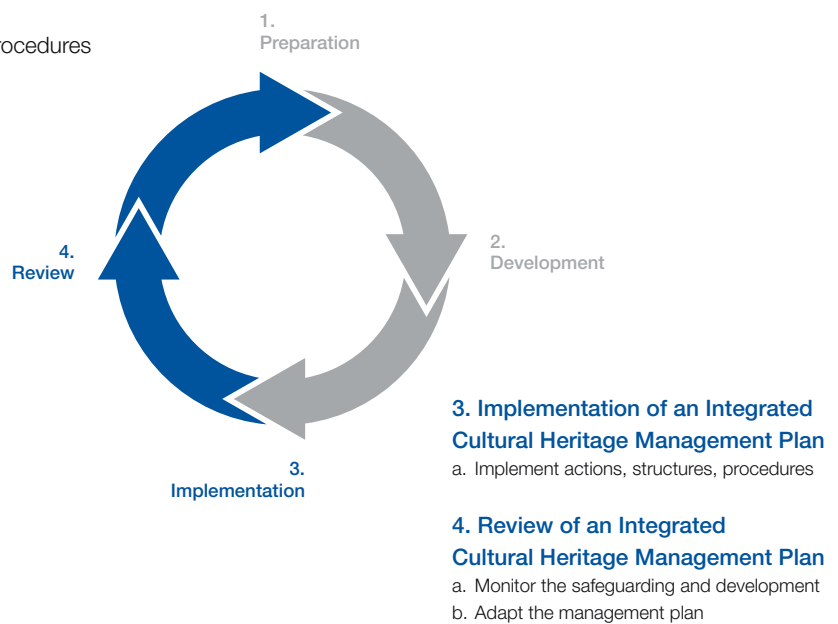 1.
Preparation
2.
Development
4.
Review
3. Implementation of an Integrated
Cultural Heritage Management Plan
a. Implement actions, structures, procedures
3.
Implementation
4. Review of an Integrated
Cultural Heritage Management Plan
a. Monitor the safeguarding and development
b. Adapt the management plan